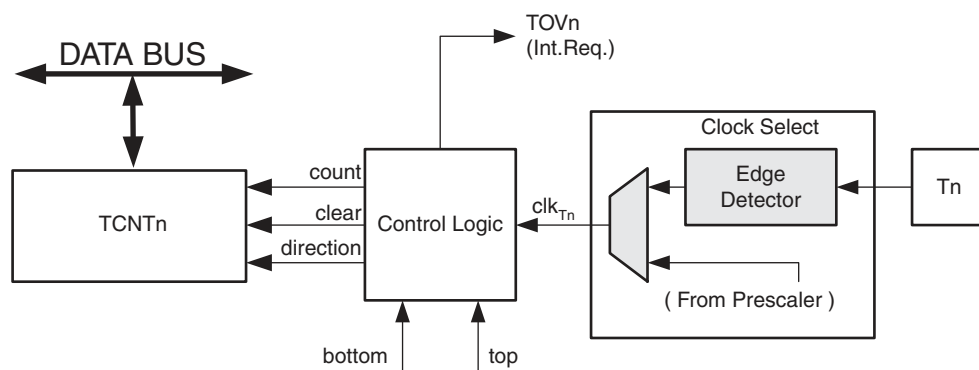 TOVn
(Int.Req.)
DATA BUS
Clock Select
count
Edge
Detector
Tn
TCNTn
clear
Control Logic
clkTn
direction
( From Prescaler )
bottom
top